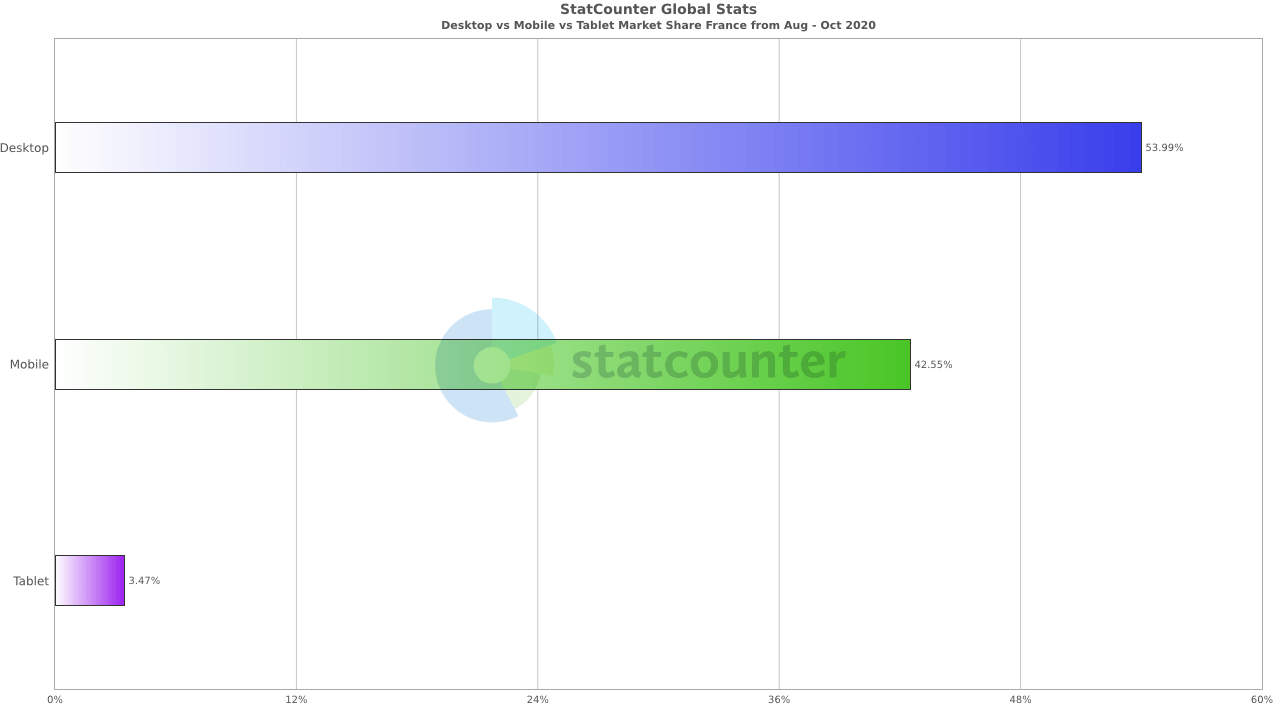 StatCounter Global Stats
Desktop vs Mobile vs Tablet Market Share France from Aug - Oct 2020
Desktop
53.99%
Mobile
statcounter
42.55%
Tablet
3.47%
0%
12%
24%
36%
48%
60%